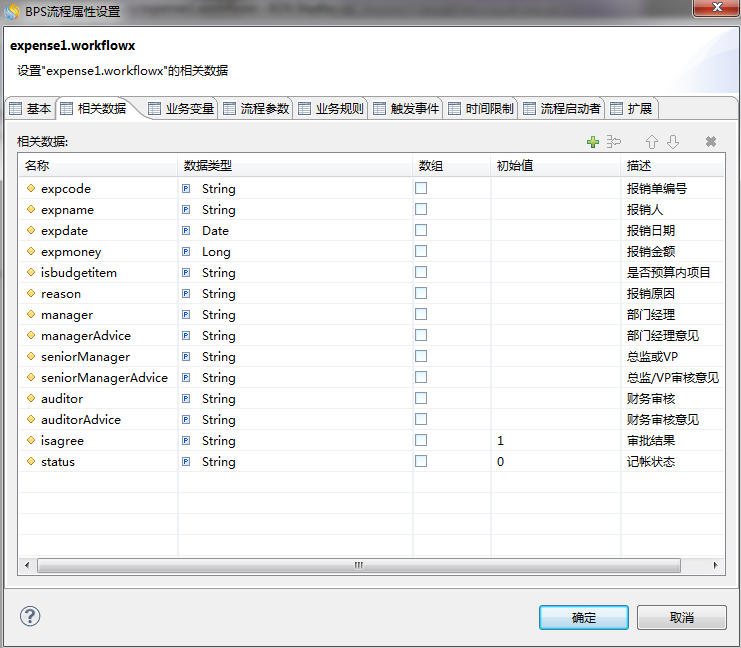 BPS流程属性设置
expense1.workflowx
设置"expense1.workflowx"的相关数据
基本 相关数据 业务变量 流程参数 业务规则 触发事件 时间限制 流程启动者 扩展
相关数据:
名称 数据类型 数组 初始值 描述
expcode P String 报销单编号
expname P String 报销人
expdate P Date 报销日期
expmoney P Long 报销金额
isbudgetitem P String 是否预算内项目
reason P String 报销原因
manager P String 部门经理
managerAdvice P String 部门经理意见
seniorManager P String 总监或VP
seniorManagerAdvice P String 总监/VP审核意见
auditor P String 财务审核
auditorAdvice P String 财务审核意见
isagree P String 1 审批结果
status P String 0 记帐状态
确定 取消